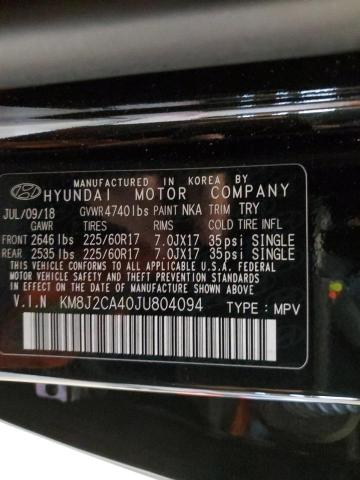 MANUFACTURED IN KOREA BY
HYUNDAI MOTOR COMPANY
JUL/09/18 GVWR4740lbs PAINT NKA TRIM TRY
GAWR TIRES RIMS COLD TIRE INFL
FRONT 2646 lbs 225/60R17 7.0JX17 35psi SINGLE
REAR 2535 lbs 225/60R17 7.0JX17 35psi SINGLE
THIS VEHICLE CONFORMS TO ALL APPLICABLE U.S. FEDERAL
MOTOR VEHICLE SAFETY AND THEFT PREVENTION STANDARDS
IN EFFECT ON THE DATE OF MANUFACTURE SHOWN ABOVE.
V.I.N KM8J2CA40JU804094 TYPE : MPV